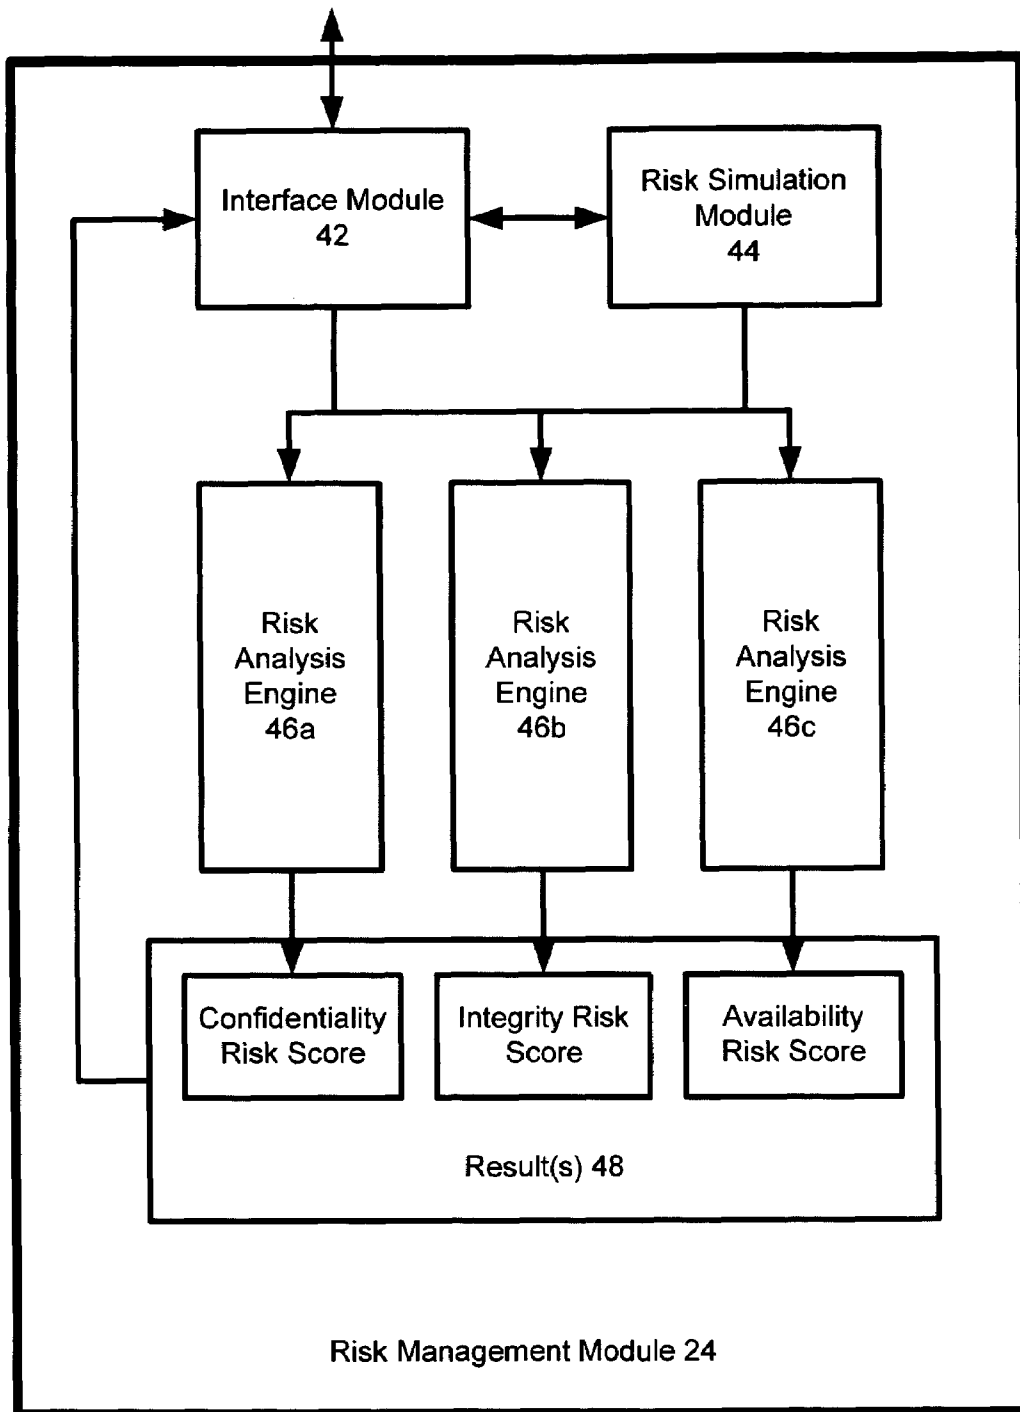 Interface Module
42
Risk Simulation
Module
44
Risk
Analysis
Engine
46a
Risk
Analysis
Engine
46b
Risk
Analysis
Engine
46c
Confidentiality
Risk Score
Integrity Risk
Score
Availability
Risk Score
Result(s) 48
Risk Management Module 24